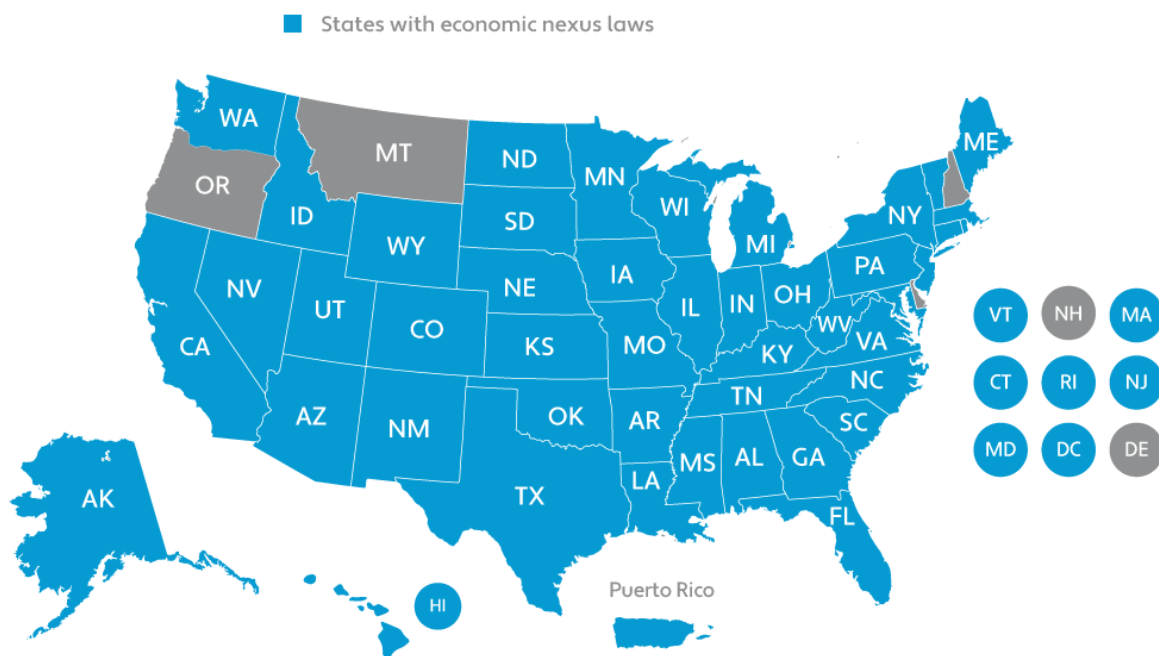 States with economic nexus laws
WA
MT
ND
MN
ME
OR
ID
SD
WI
NY
WY
MI
IA
PA
NV
NE
IL
IN
OH
UT
CO
KS
MO
WV
VA
CA
KY
NC
TN
AZ
NM
OK
AR
SC
MS
AL
GA
LA
TX
FL
AK
VT NH MA
CT RI NJ
MD DC DE
HI
Puerto Rico